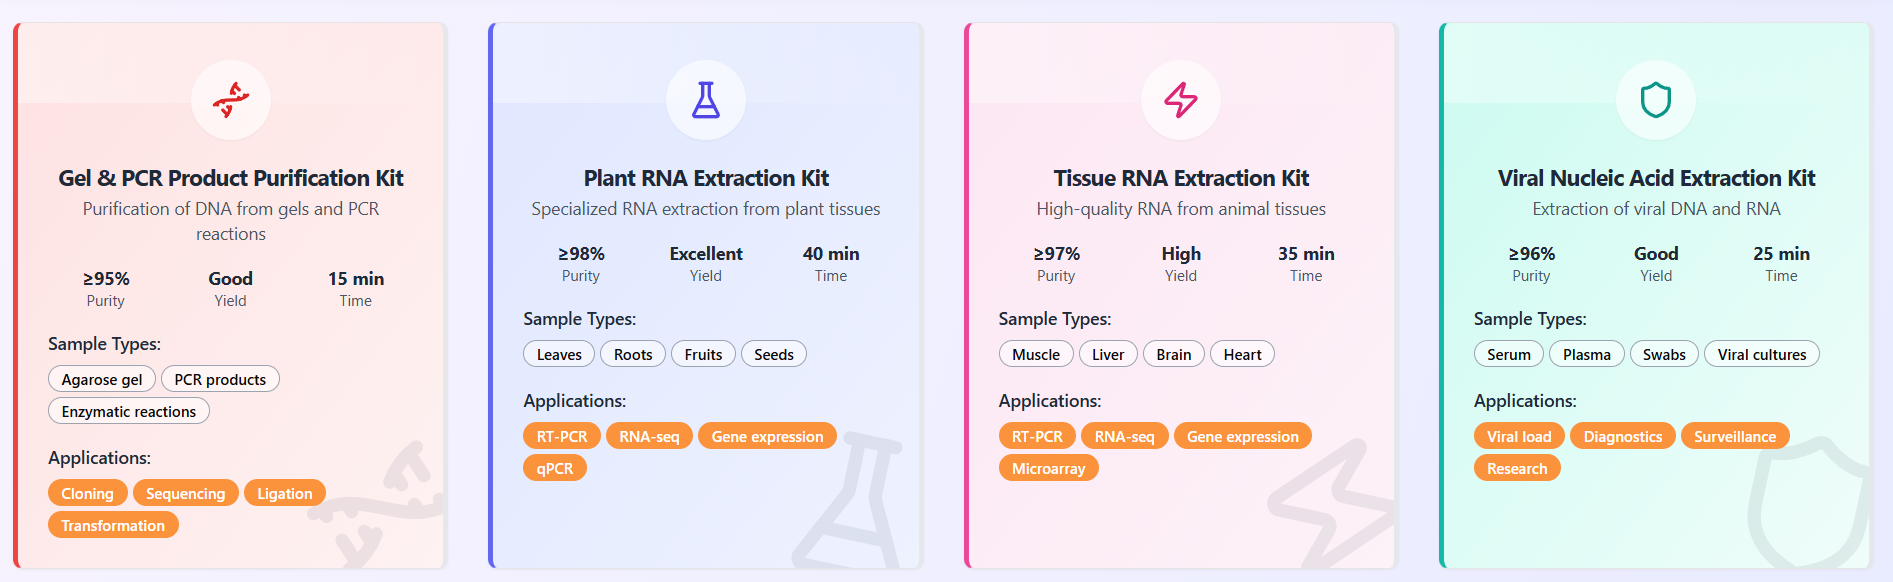 Gel & PCR Product Purification Kit
Purification of DNA from gels and PCR
reactions
≥95% Good 15 min
Purity Yield Time
Sample Types:
Agarose gel PCR products
Enzymatic reactions
Applications:
Cloning Sequencing Ligation
Transformation
Plant RNA Extraction Kit
Specialized RNA extraction from plant tissues
≥98% Excellent 40 min
Purity Yield Time
Sample Types:
Leaves Roots Fruits Seeds
Applications:
RT-PCR RNA-seq Gene expression
qPCR
Tissue RNA Extraction Kit
High-quality RNA from animal tissues
≥97% High 35 min
Purity Yield Time
Sample Types:
Muscle Liver Brain Heart
Applications:
RT-PCR RNA-seq Gene expression
Microarray
Viral Nucleic Acid Extraction Kit
Extraction of viral DNA and RNA
≥96% Good 25 min
Purity Yield Time
Sample Types:
Serum Plasma Swabs Viral cultures
Applications:
Viral load Diagnostics Surveillance
Research